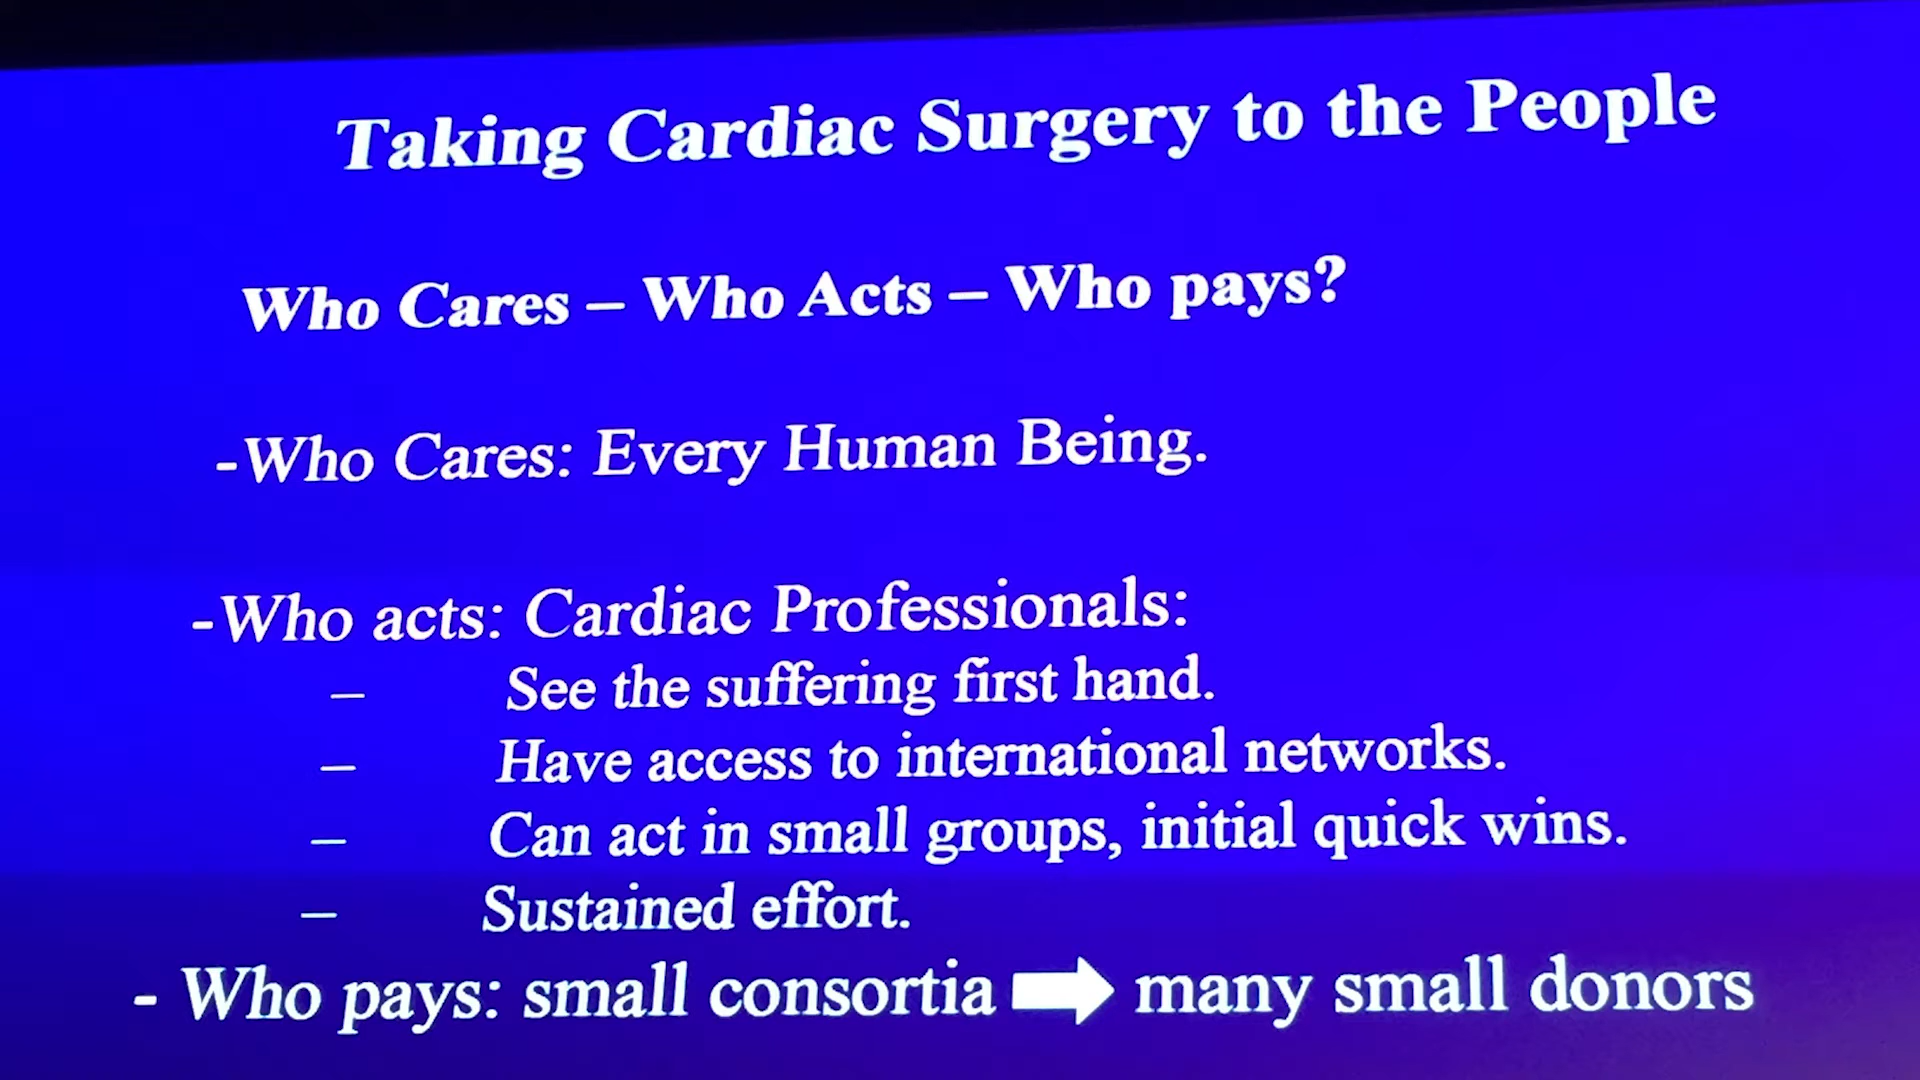 Taking Cardiac Surgery to the People
Who Cares – Who Acts – Who pays?
-Who Cares: Every Human Being.
-Who acts: Cardiac Professionals:
– See the suffering first hand.
– Have access to international networks.
– Can act in small groups, initial quick wins.
– Sustained effort.
- Who pays: small consortia ➡ many small donors